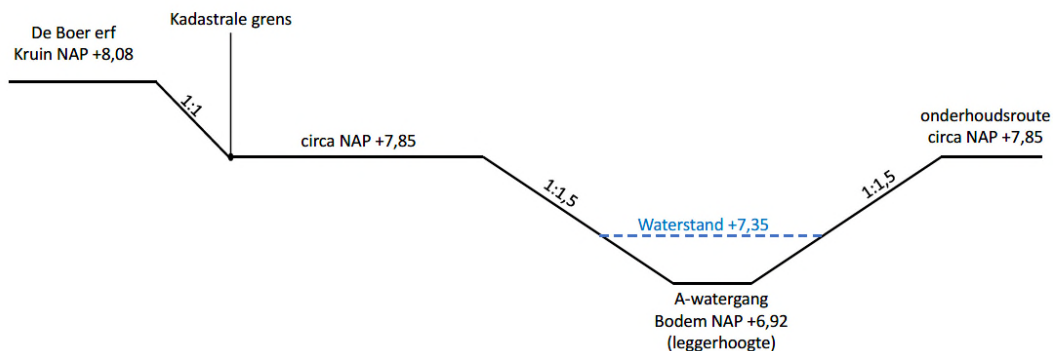 Kadastrale grens
De Boer erf
Kruin NAP +8,08
1:1
circa NAP +7,85
onderhoudsroute
circa NAP +7,85
1:1,5
1:1,5
Waterstand +7,35
A-watergang
Bodem NAP +6,92
(leggerhoogte)